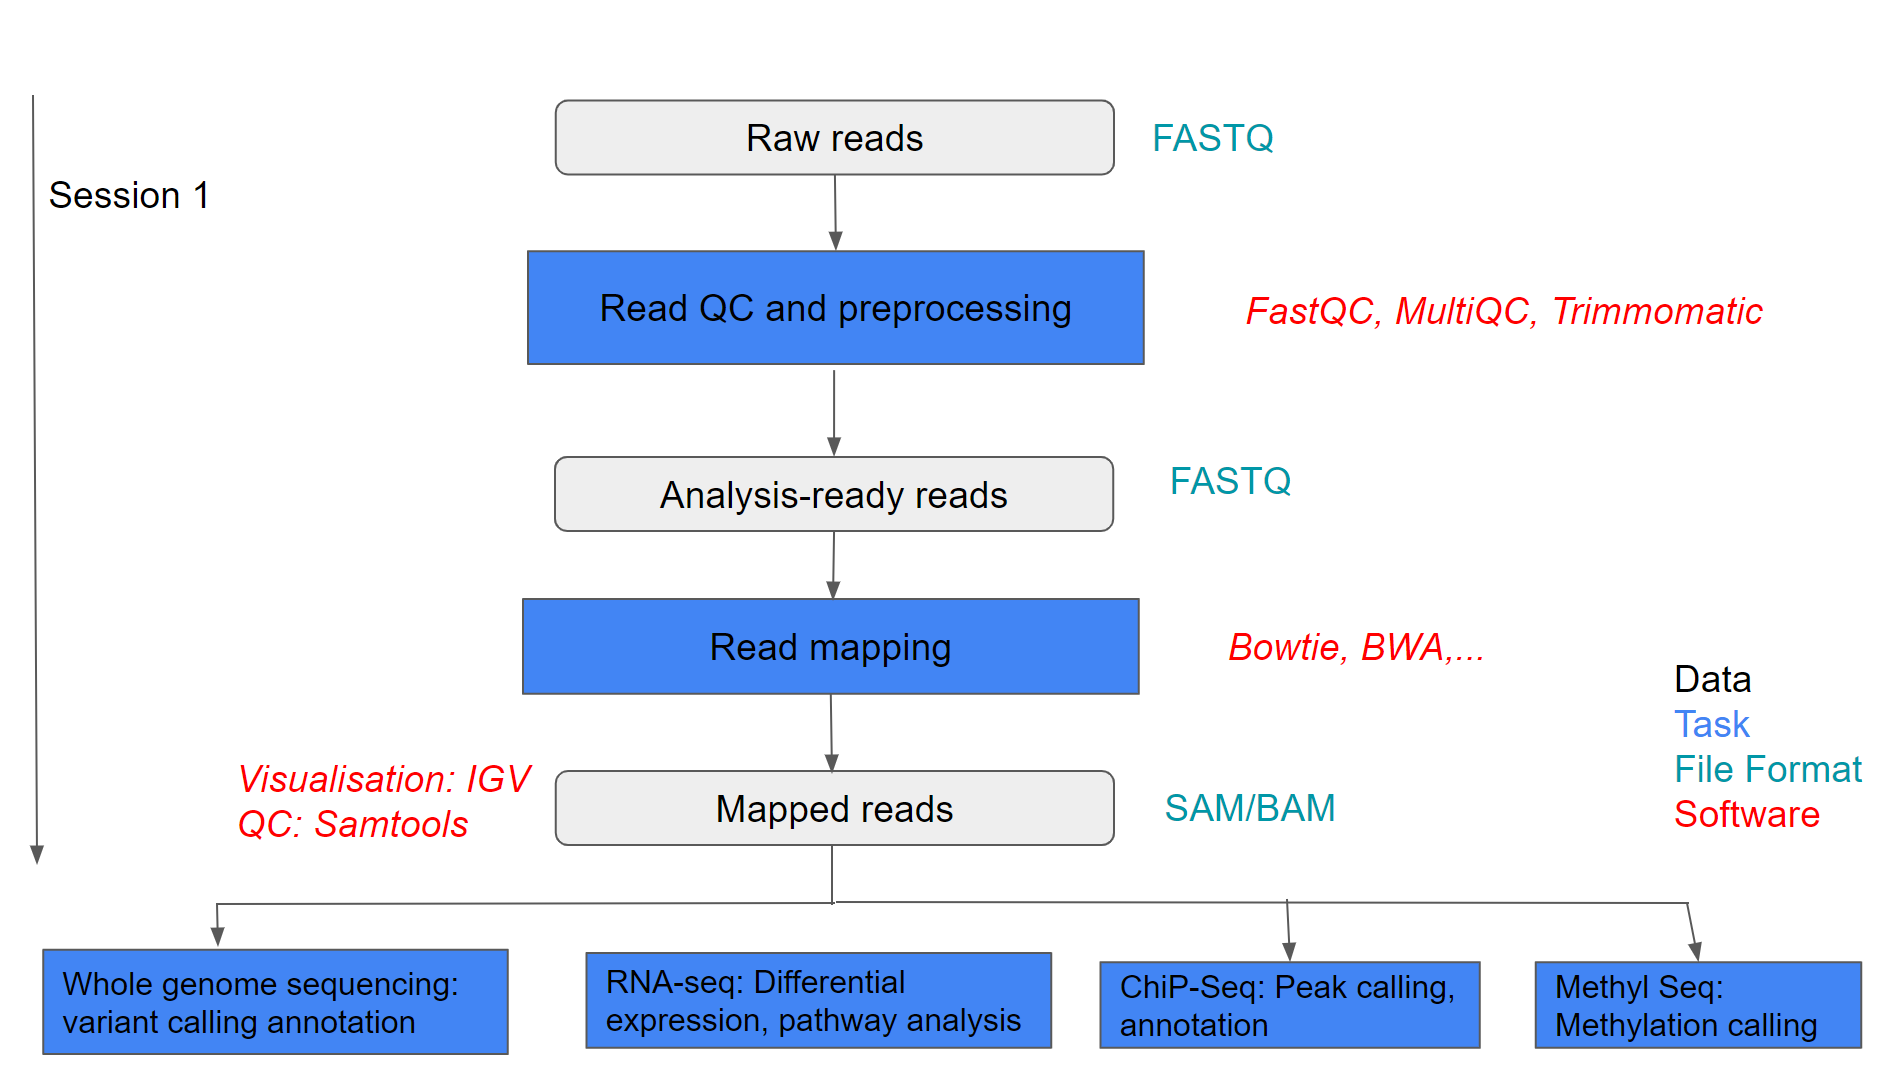 Raw reads
FASTQ
Session 1
Read QC and preprocessing
FastQC, MultiQC, Trimmomatic
Analysis-ready reads
FASTQ
Read mapping
Bowtie, BWA,...
Data
Task
File Format
Software
Visualisation: IGV
QC: Samtools
Mapped reads
SAM/BAM
Whole genome sequencing:
variant calling annotation
RNA-seq: Differential
expression, pathway analysis
ChiP-Seq: Peak calling,
annotation
Methyl Seq:
Methylation calling